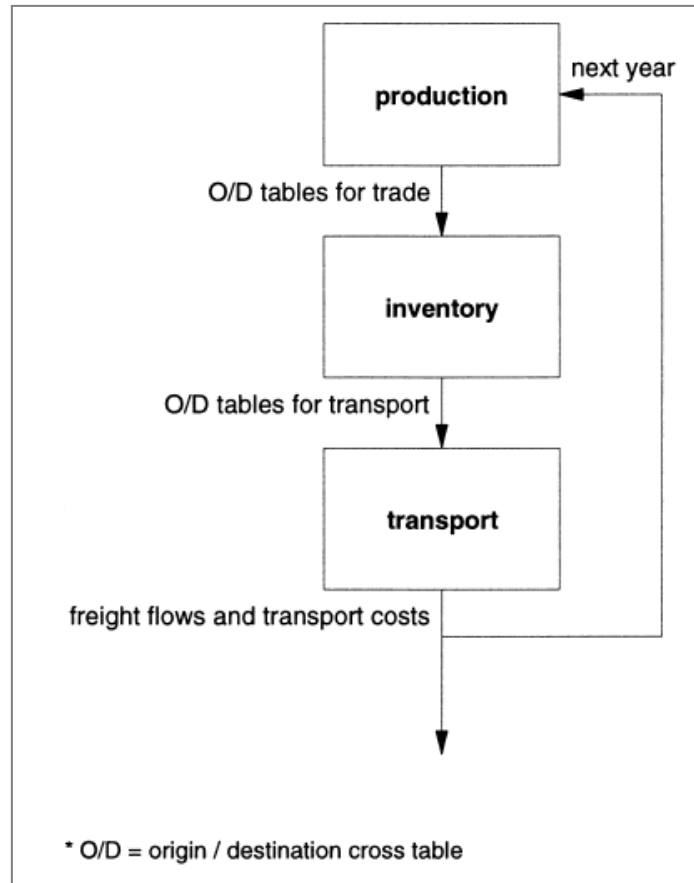 production
next year
O/D tables for trade
inventory
O/D tables for transport
transport
freight flows and transport costs
* O/D = origin / destination cross table